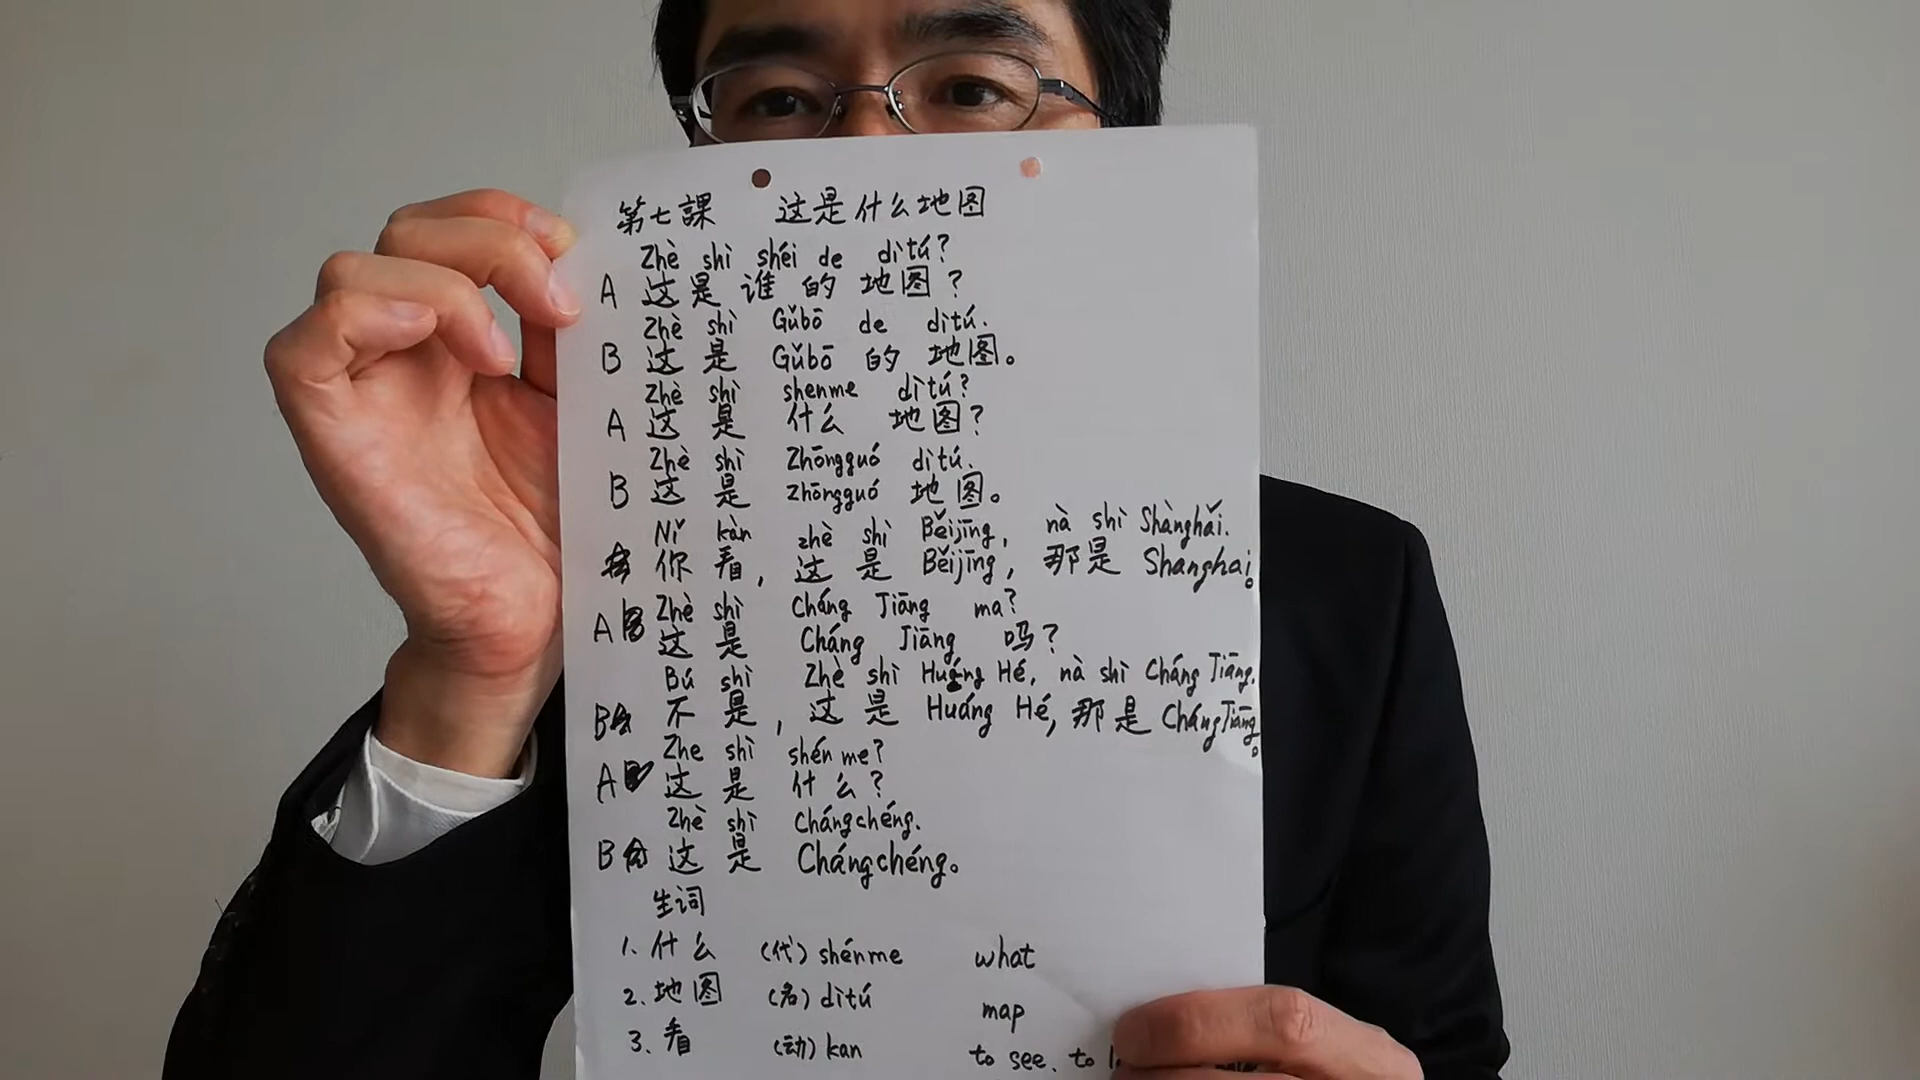 第七課 这是什么地图
Zhè shì shéi de dìtú?
A 这是谁的地图?
Zhè shì Gǔbō de dìtú.
B 这是 Gǔbō 的地图。
Zhè shì shenme dìtú?
A 这是什么地图?
Zhè shì Zhōngguó dìtú.
B 这是 Zhōngguó 地图。
Nǐ kàn zhè shì Běijīng, nà shì Shànghǎi.
你看, 这是 Běijīng, 那是 Shanghai。
Zhè shì Cháng Jiāng ma?
A 这是 Cháng Jiāng 吗?
Bú shì Zhè shì Huáng Hé, nà shì Cháng Jiāng.
B 不是, 这是 Huáng Hé, 那是 Cháng Jiāng。
Zhe shì shénme?
A 这是什么?
Zhè shì Chángchéng.
B 这是 Chángchéng。
生词
1. 什么 (代) shénme what
2. 地图 (名) dìtú map
3. 看 (动) kan to see, to